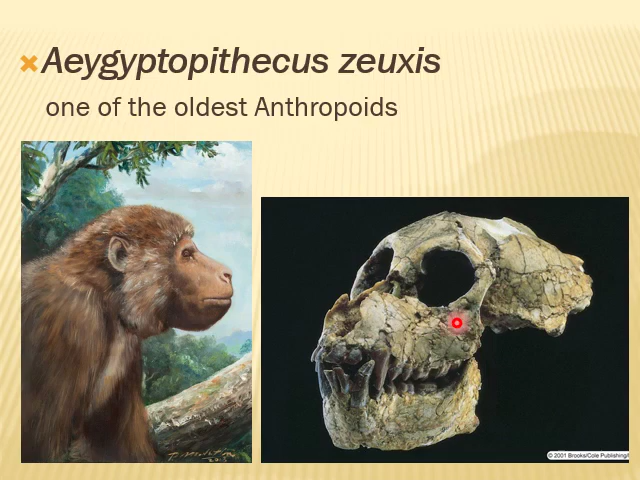 Aeygyptopithecus zeuxis
one of the oldest Anthropoids
© 2001 Brooks/Cole Publishing/